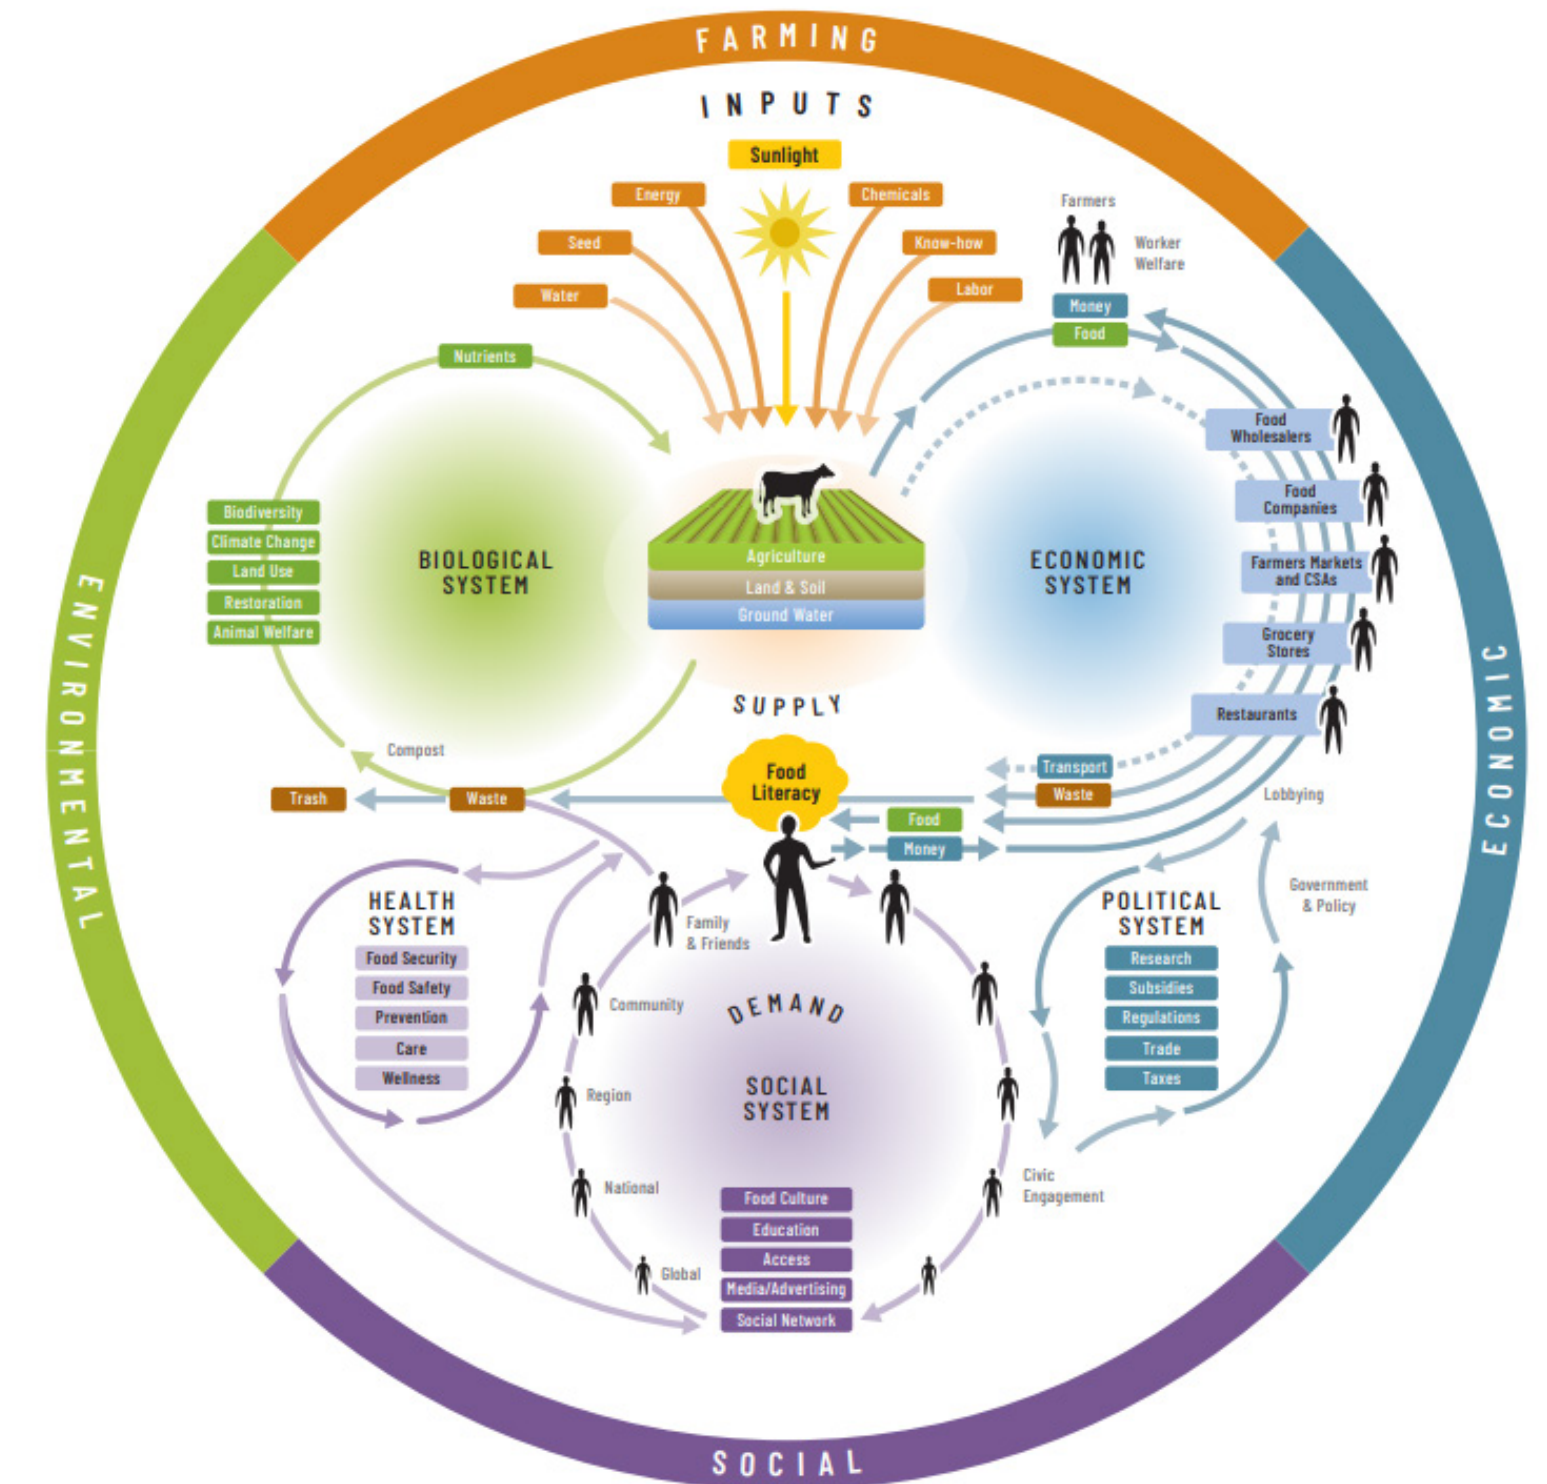 FARMING
INPUTS
Sunlight
Energy
Chemicals
Seed
Know-how
Water
Labor
Farmers
Worker
Welfare
Money
Food
Nutrients
Food
Wholesalers
Food
Companies
Farmers Markets
and CSAs
Grocery
Stores
Restaurants
Biodiversity
Climate Change
Land Use
Restoration
Animal Welfare
BIOLOGICAL
SYSTEM
Agriculture
Land & Soil
Ground Water
ECONOMIC
SYSTEM
ENVIRONMENTAL
ECONOMIC
SUPPLY
Compost
Trash
Waste
Food
Literacy
Transport
Waste
Food
Money
Lobbying
HEALTH
SYSTEM
Food Security
Food Safety
Prevention
Care
Wellness
Family
& Friends
Community
Region
National
Global
DEMAND
SOCIAL
SYSTEM
Food Culture
Education
Access
Media/Advertising
Social Network
POLITICAL
SYSTEM
Research
Subsidies
Regulations
Trade
Taxes
Government
& Policy
Civic
Engagement
SOCIAL